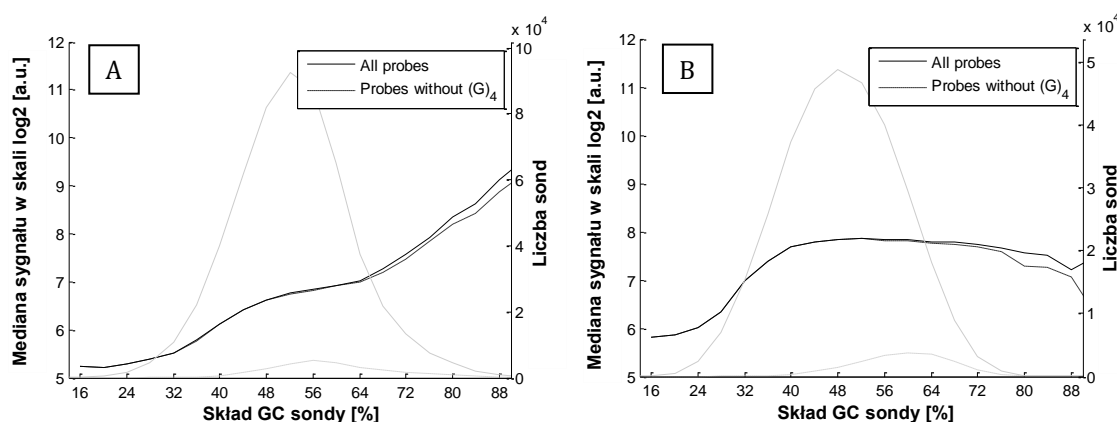 A
Mediana sygnału w skali log2 [a.u.]
12
11
10
9
8
7
6
5
16 24 32 40 48 56 64 72 80 88
Skład GC sondy [%]
x 10^4
10
8
6
4
2
0
Liczba sond
All probes
Probes without (G)4
B
Mediana sygnału w skali log2 [a.u.]
12
11
10
9
8
7
6
5
16 24 32 40 48 56 64 72 80 88
Skład GC sondy [%]
x 10^4
5
4
3
2
1
0
Liczba sond
All probes
Probes without (G)4